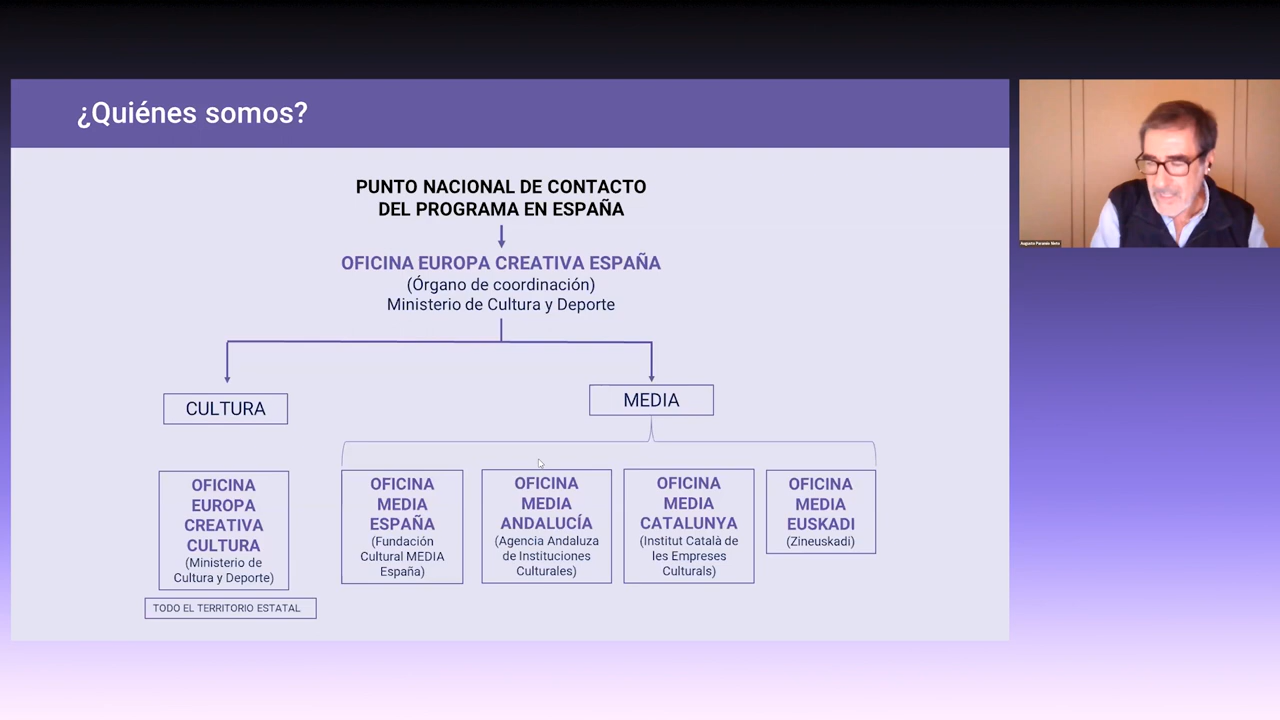 ¿Quiénes somos?
PUNTO NACIONAL DE CONTACTO
DEL PROGRAMA EN ESPAÑA
OFICINA EUROPA CREATIVA ESPAÑA
(Órgano de coordinación)
Ministerio de Cultura y Deporte
CULTURA
MEDIA
OFICINA
EUROPA
CREATIVA
CULTURA
(Ministerio de
Cultura y Deporte)
TODO EL TERRITORIO ESTATAL
OFICINA
MEDIA
ESPAÑA
(Fundación
Cultural MEDIA
España)
OFICINA
MEDIA
ANDALUCÍA
(Agencia Andaluza
de Instituciones
Culturales)
OFICINA
MEDIA
CATALUNYA
(Institut Català de
les Empreses
Culturals)
OFICINA
MEDIA
EUSKADI
(Zineuskadi)
Augusto